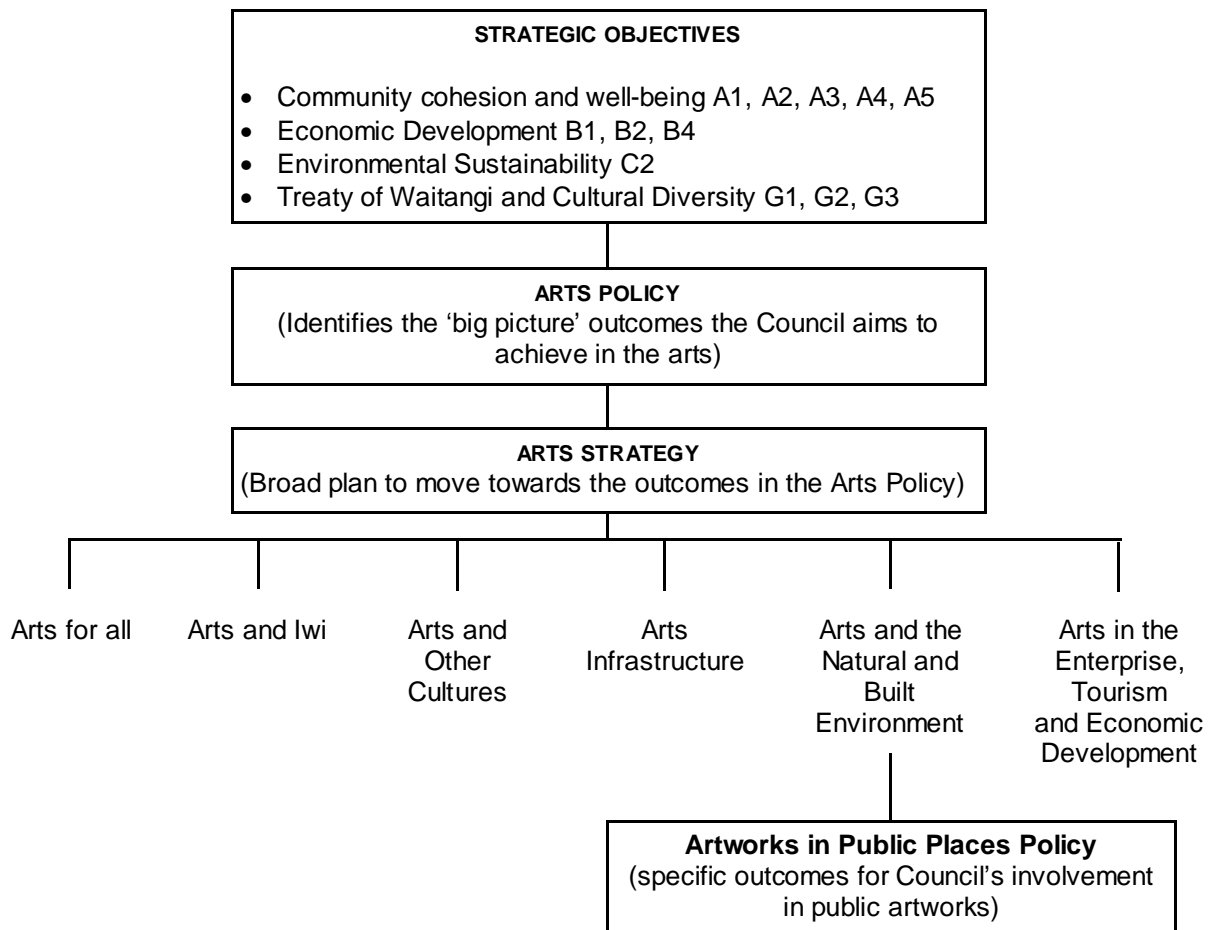 STRATEGIC OBJECTIVES
• Community cohesion and well-being A1, A2, A3, A4, A5
• Economic Development B1, B2, B4
• Environmental Sustainability C2
• Treaty of Waitangi and Cultural Diversity G1, G2, G3
ARTS POLICY
(Identifies the ‘big picture’ outcomes the Council aims to
achieve in the arts)
ARTS STRATEGY
(Broad plan to move towards the outcomes in the Arts Policy)
Arts for all
Arts and Iwi
Arts and
Other
Cultures
Arts
Infrastructure
Arts and the
Natural and
Built
Environment
Arts in the
Enterprise,
Tourism
and Economic
Development
Artworks in Public Places Policy
(specific outcomes for Council’s involvement
in public artworks)